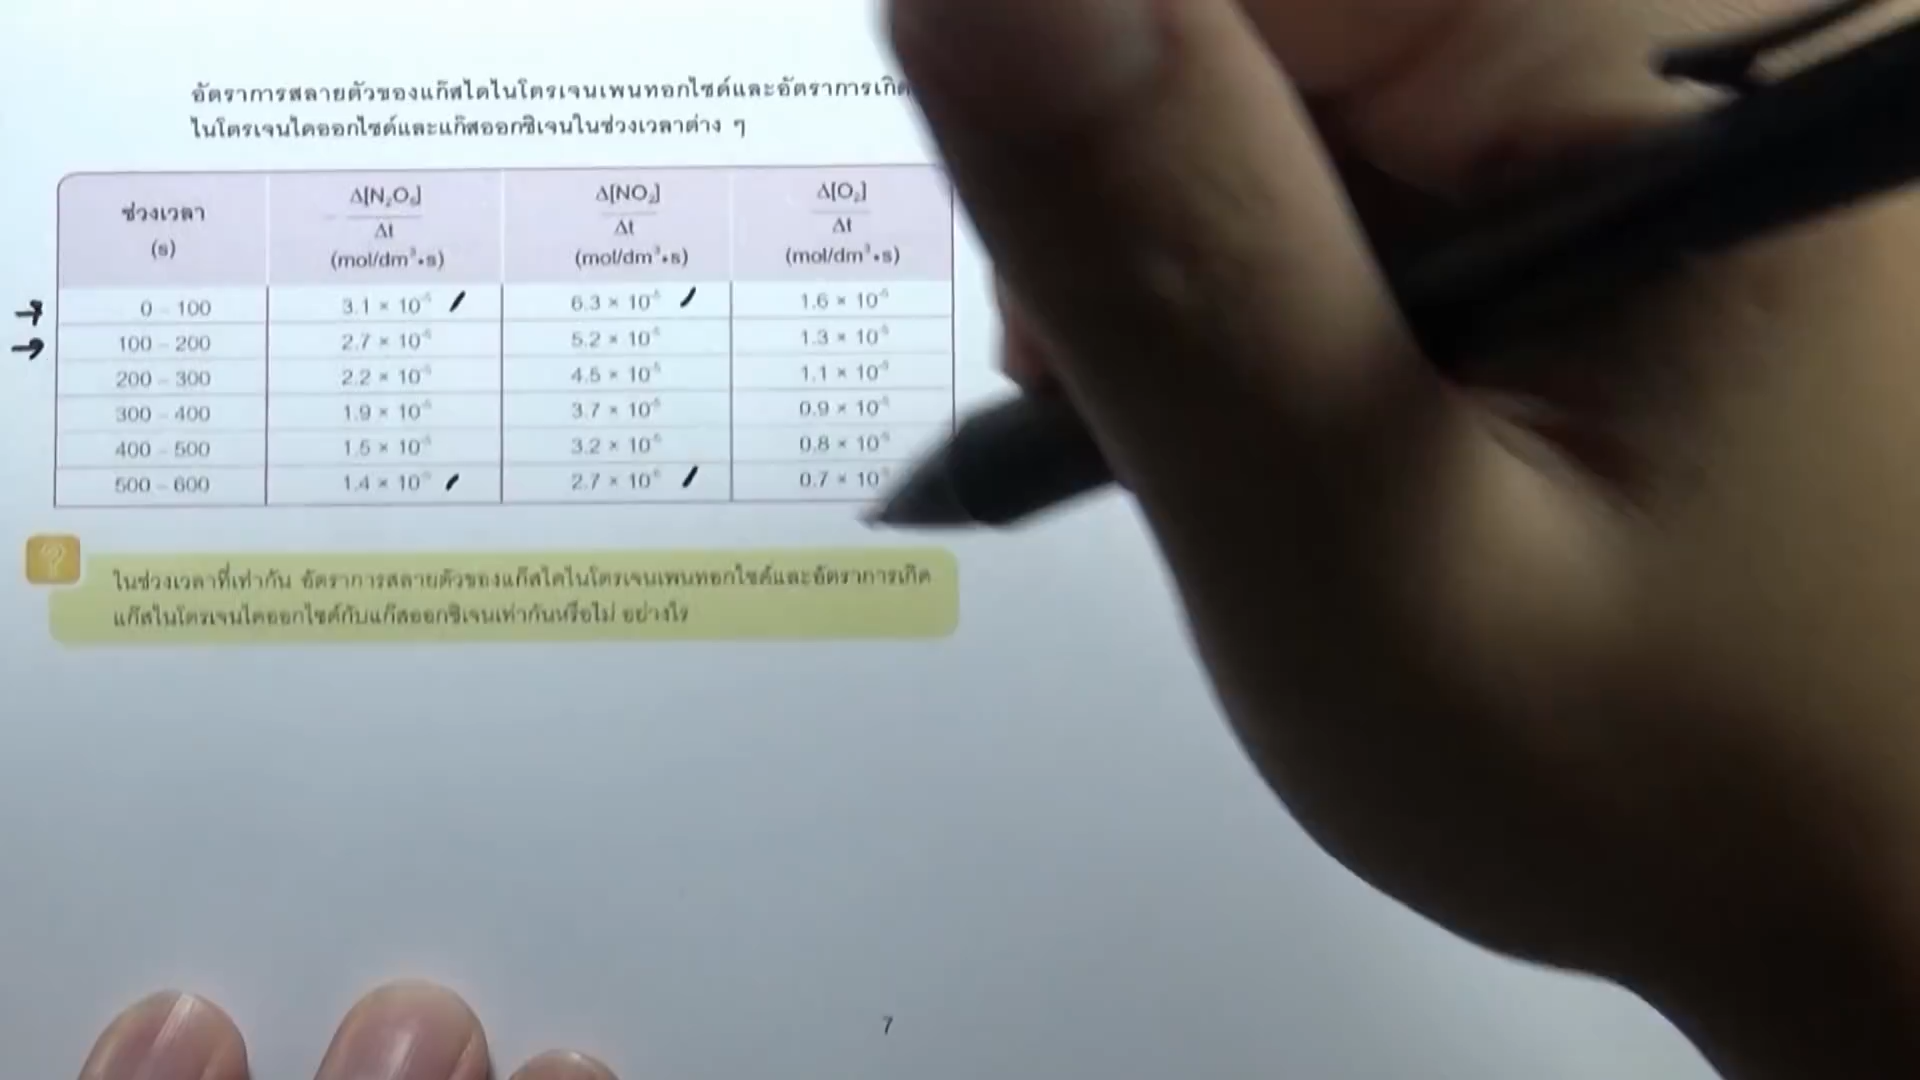 อัตราการสลายตัวของแก๊สไดไนโตรเจนเพนทอกไซด์และอัตราการเกิด
ไนโตรเจนไดออกไซด์และแก๊สออกซิเจนในช่วงเวลาต่าง ๆ
ช่วงเวลา (s) - Δ[N₂O₅]/Δt (mol/dm³•s) Δ[NO₂]/Δt (mol/dm³•s) Δ[O₂]/Δt (mol/dm³•s)
0 – 100 3.1 × 10⁻⁵ 6.3 × 10⁻⁵ 1.6 × 10⁻⁵
100 – 200 2.7 × 10⁻⁵ 5.2 × 10⁻⁵ 1.3 × 10⁻⁵
200 – 300 2.2 × 10⁻⁵ 4.5 × 10⁻⁵ 1.1 × 10⁻⁵
300 – 400 1.9 × 10⁻⁵ 3.7 × 10⁻⁵ 0.9 × 10⁻⁵
400 – 500 1.5 × 10⁻⁵ 3.2 × 10⁻⁵ 0.8 × 10⁻⁵
500 – 600 1.4 × 10⁻⁵ 2.7 × 10⁻⁵ 0.7 × 10⁻⁵
?
ในช่วงเวลาที่เท่ากัน อัตราการสลายตัวของแก๊สไดไนโตรเจนเพนทอกไซด์และอัตราการเกิด
แก๊สไนโตรเจนไดออกไซด์กับแก๊สออกซิเจนเท่ากันหรือไม่ อย่างไร
7